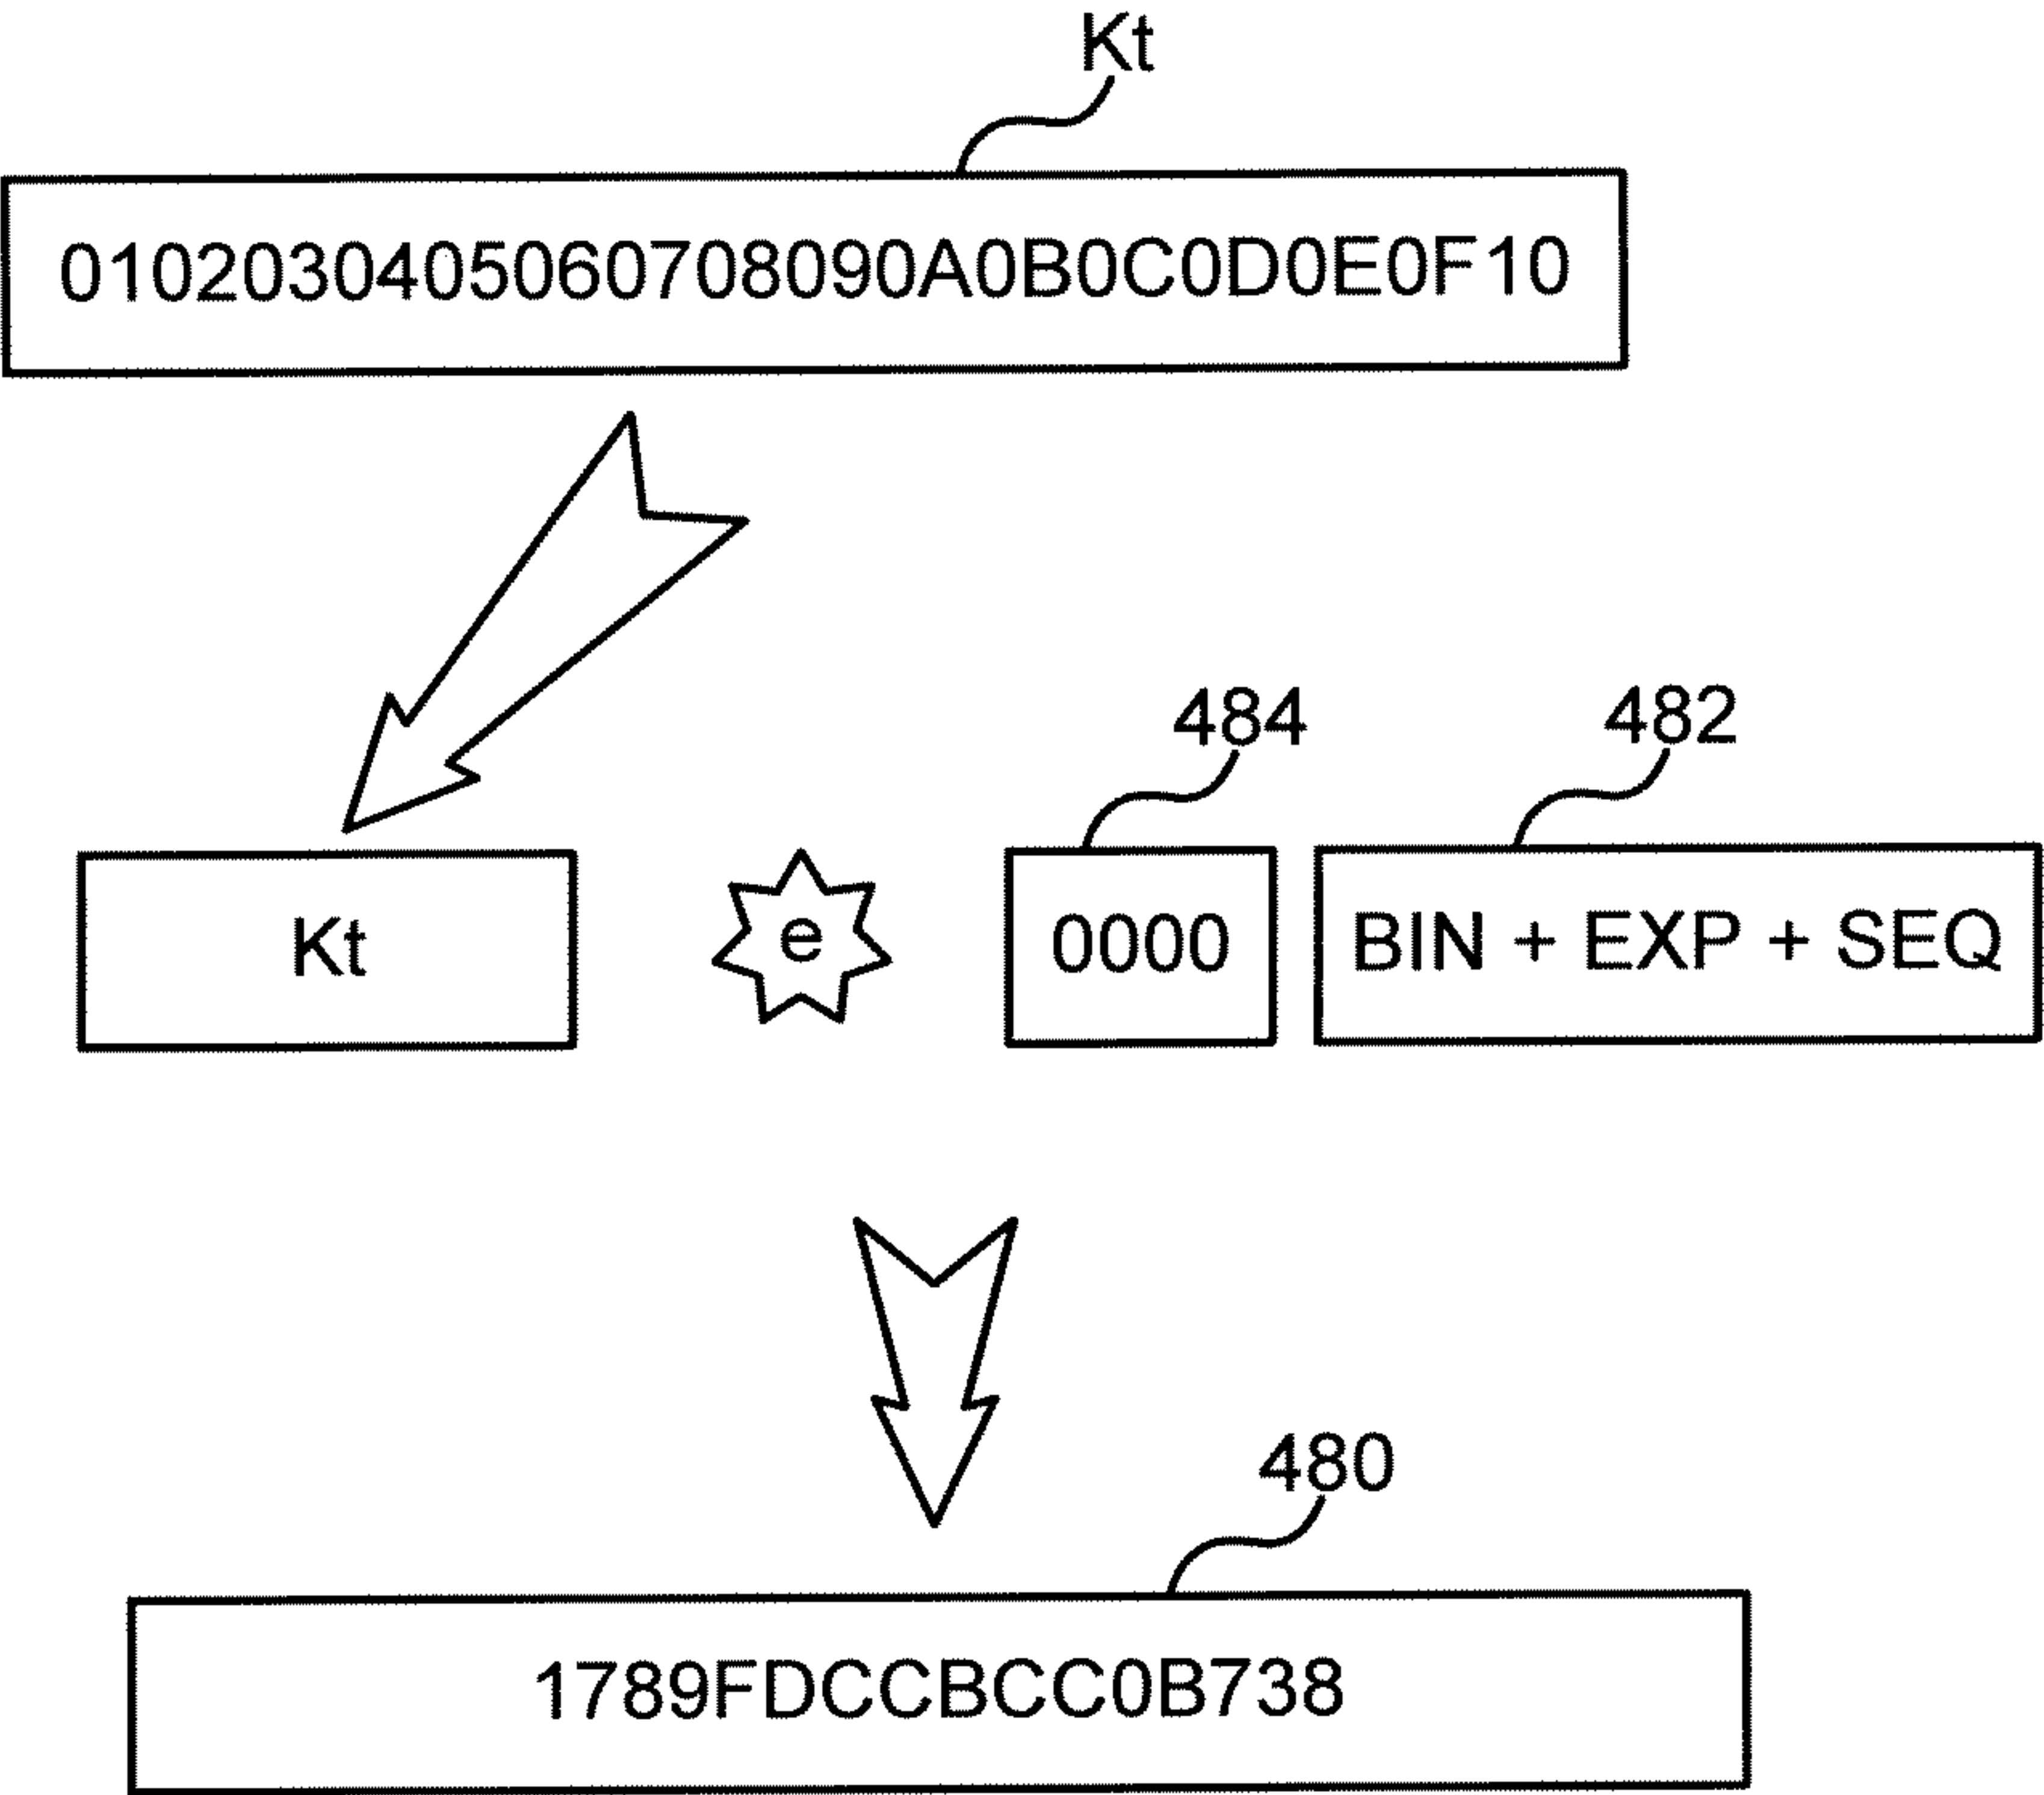 Kt
0102030405060708090A0B0C0D0E0F10
484 482
Kt e 0000 BIN + EXP + SEQ
480
1789FDCCBCC0B738